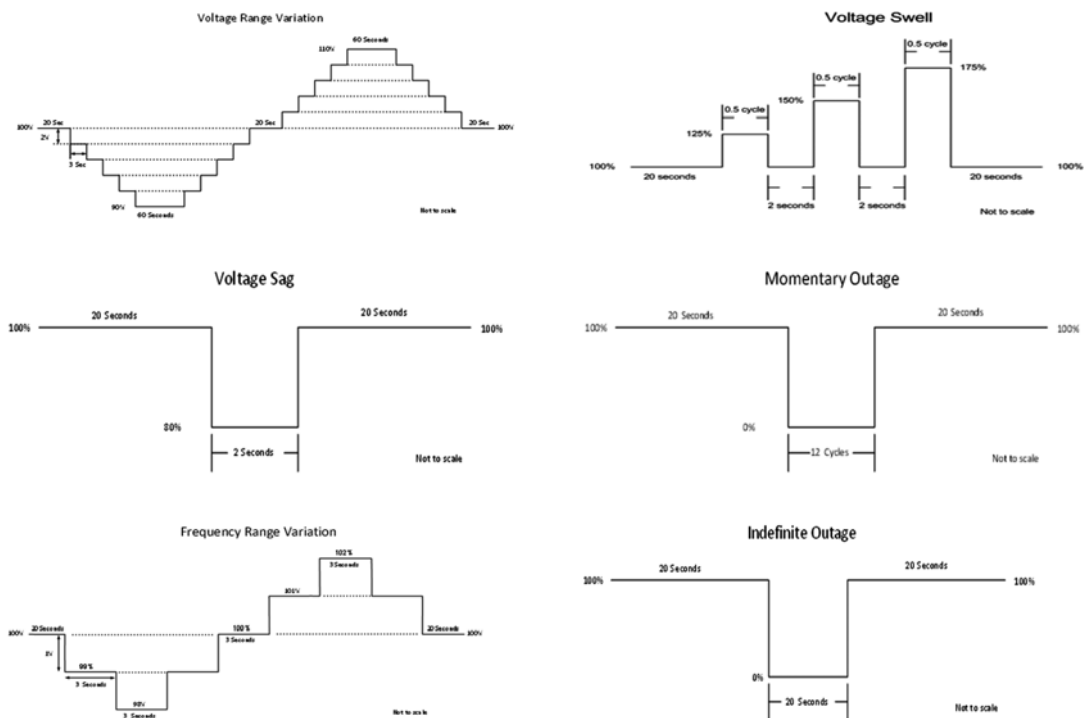 Voltage Range Variation
60 Seconds
110V
20 Sec
20 Sec
20 Sec
100V
100V
2V
3 Sec
90V
60 Seconds
Not to scale
Voltage Swell
0.5 cycle
175%
0.5 cycle
150%
0.5 cycle
125%
100%
100%
20 seconds
20 seconds
2 seconds
2 seconds
Not to scale
Voltage Sag
20 Seconds
20 Seconds
100%
100%
80%
2 Seconds
Not to scale
Momentary Outage
20 Seconds
20 Seconds
100%
100%
0%
12 Cycles
Not to scale
Frequency Range Variation
102%
3 Seconds
101V
20 Seconds
100%
20 Seconds
100V
3 Seconds
100V
99%
3 Seconds
3 Seconds
Not to scale
Indefinite Outage
20 Seconds
20 Seconds
100%
100%
0%
20 Seconds
Not to scale